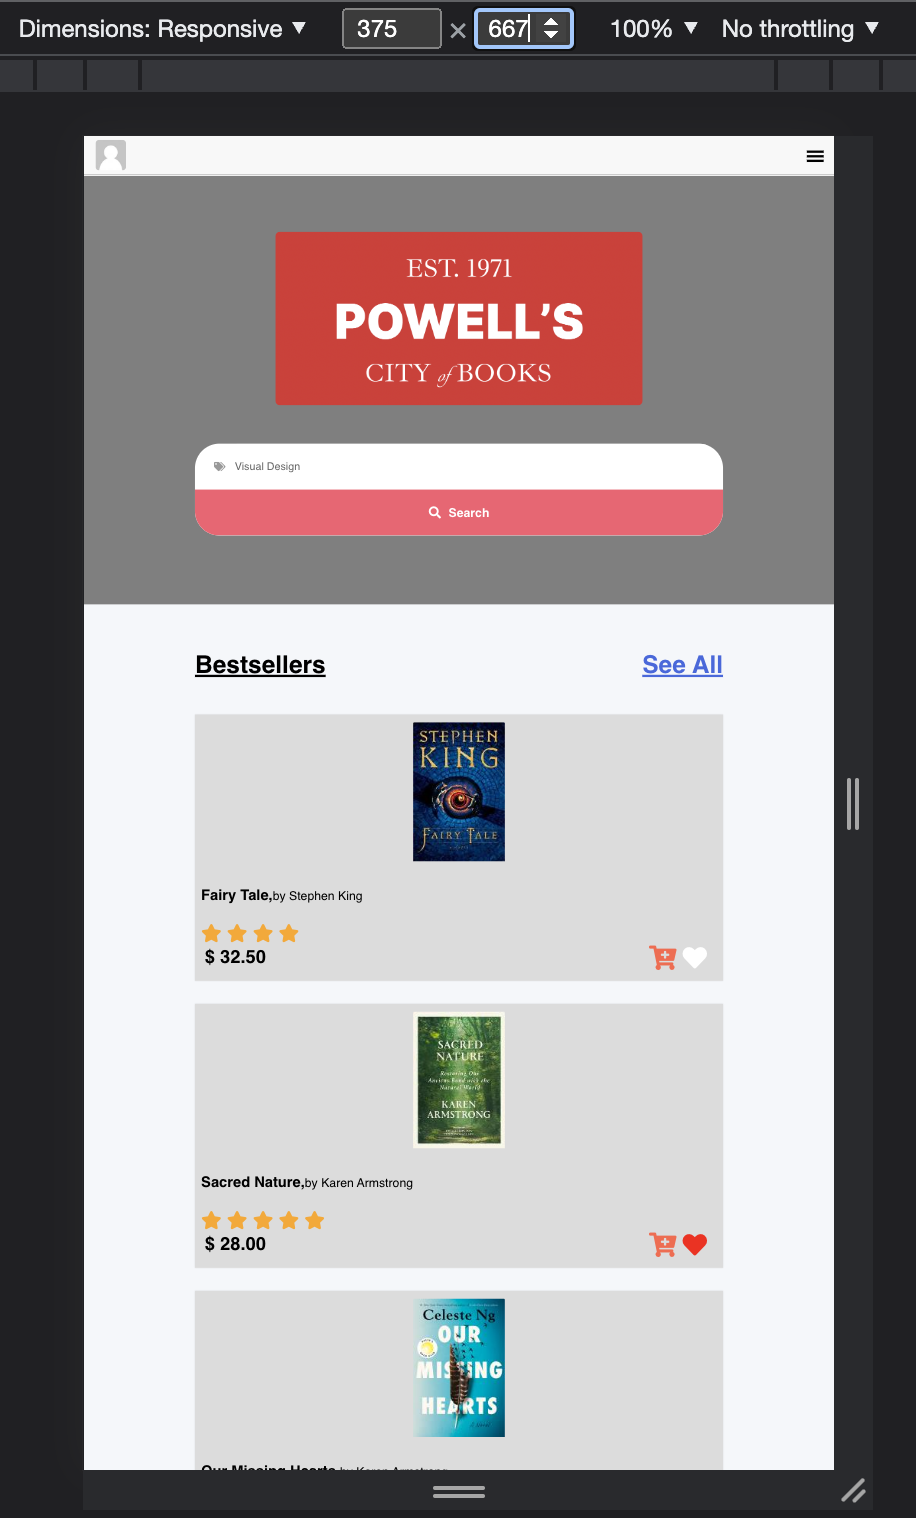 Dimensions: Responsive ▼ 375 × 667 100% ▼ No throttling ▼
EST. 1971
POWELL'S
CITY of BOOKS
Visual Design
Search
Bestsellers See All
STEPHEN
KING
FAIRY TALE
Fairy Tale,by Stephen King
$ 32.50
SACRED
NATURE
Restoring Our
Ancient Bond with the
Natural World
KAREN
ARMSTRONG
Sacred Nature,by Karen Armstrong
$ 28.00
Celeste Ng
OUR
MISSING
HEARTS
A Novel
Our Missing Hearts,by Karen Armstrong